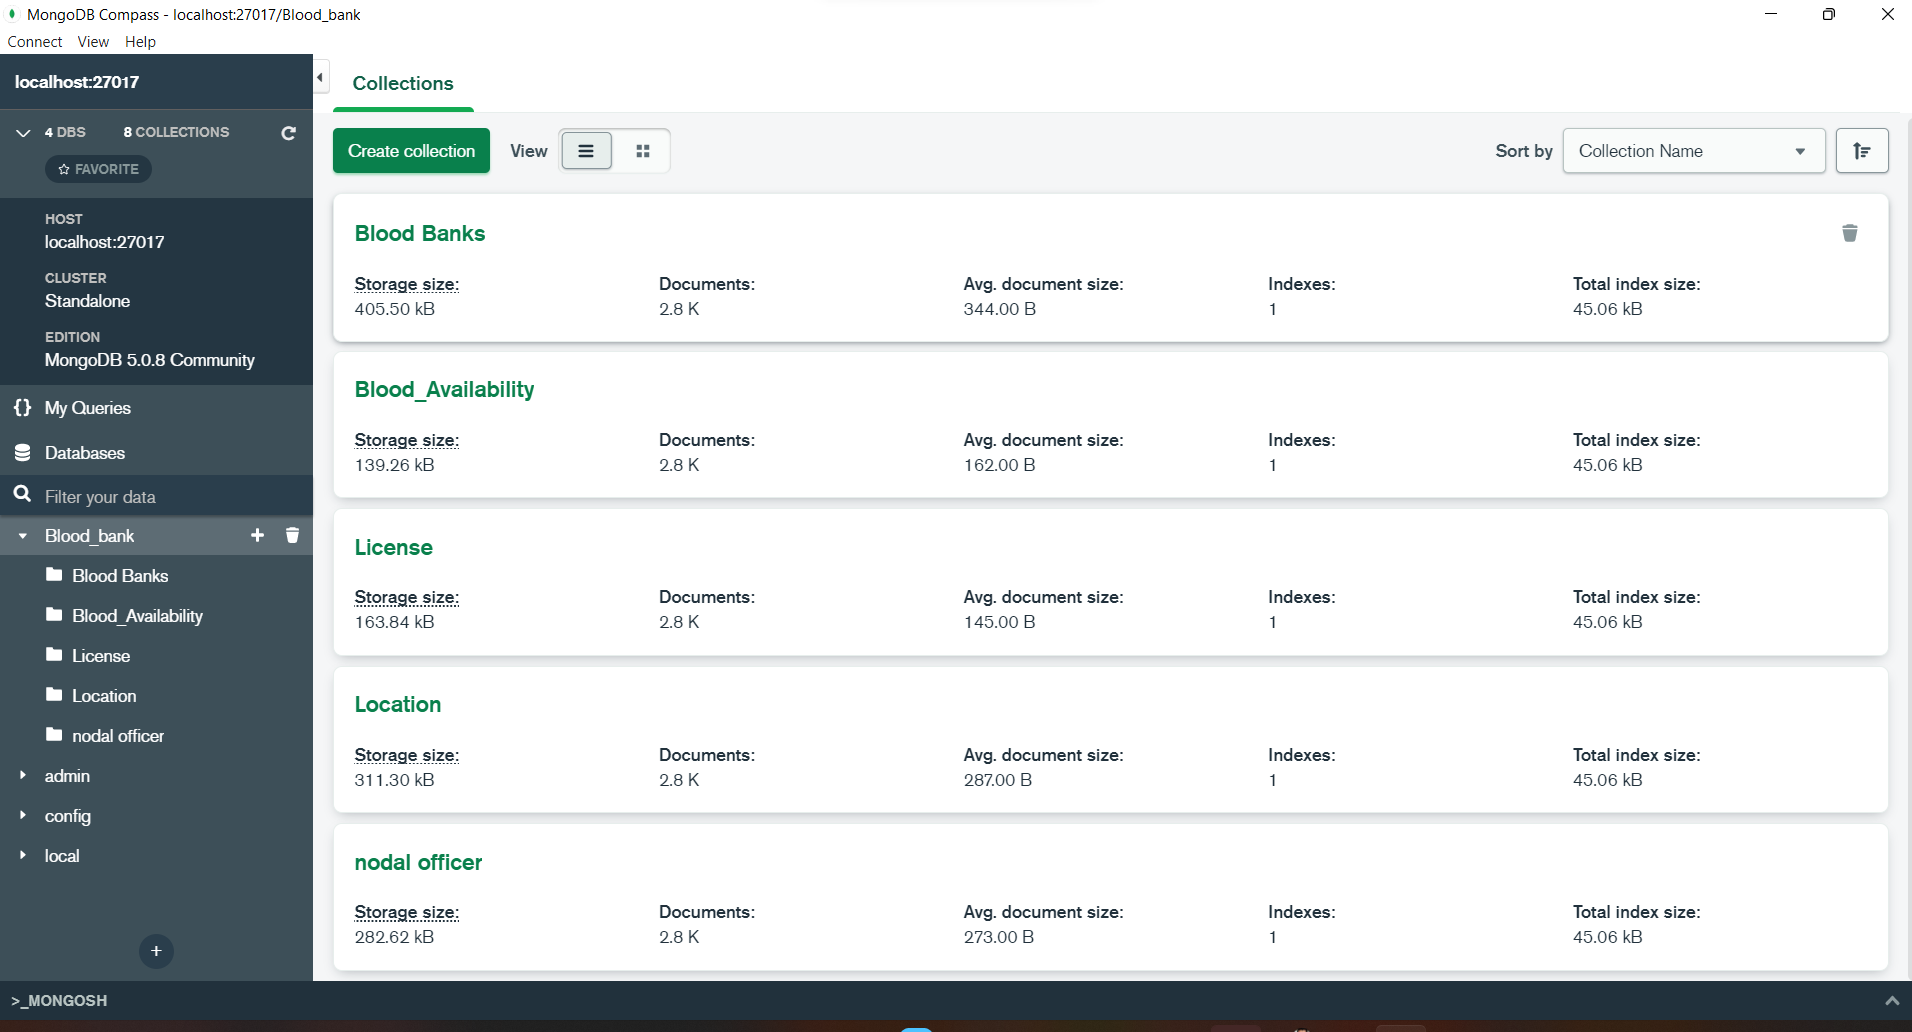 MongoDB Compass - localhost:27017/Blood_bank
Connect View Help
localhost:27017
4 DBS 8 COLLECTIONS
FAVORITE
HOST
localhost:27017
CLUSTER
Standalone
EDITION
MongoDB 5.0.8 Community
{} My Queries
Databases
Filter your data
Blood_bank
Blood Banks
Blood_Availability
License
Location
nodal officer
admin
config
local
Collections
Create collection View Sort by Collection Name
Blood Banks
Storage size: Documents: Avg. document size: Indexes: Total index size:
405.50 kB 2.8 K 344.00 B 1 45.06 kB
Blood_Availability
Storage size: Documents: Avg. document size: Indexes: Total index size:
139.26 kB 2.8 K 162.00 B 1 45.06 kB
License
Storage size: Documents: Avg. document size: Indexes: Total index size:
163.84 kB 2.8 K 145.00 B 1 45.06 kB
Location
Storage size: Documents: Avg. document size: Indexes: Total index size:
311.30 kB 2.8 K 287.00 B 1 45.06 kB
nodal officer
Storage size: Documents: Avg. document size: Indexes: Total index size:
282.62 kB 2.8 K 273.00 B 1 45.06 kB
>_MONGOSH